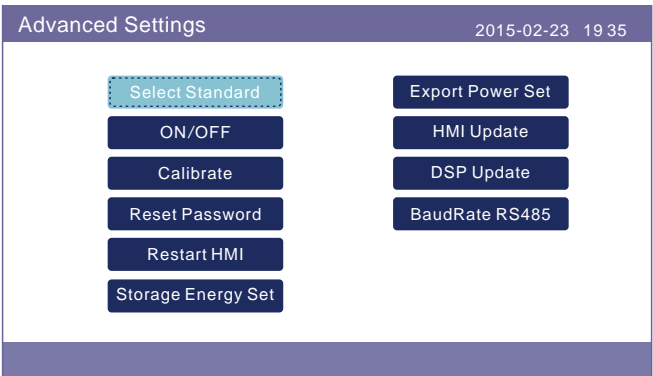 Advanced Settings 2015-02-23 19 35
Select Standard
ON/OFF
Calibrate
Reset Password
Restart HMI
Storage Energy Set
Export Power Set
HMI Update
DSP Update
BaudRate RS485